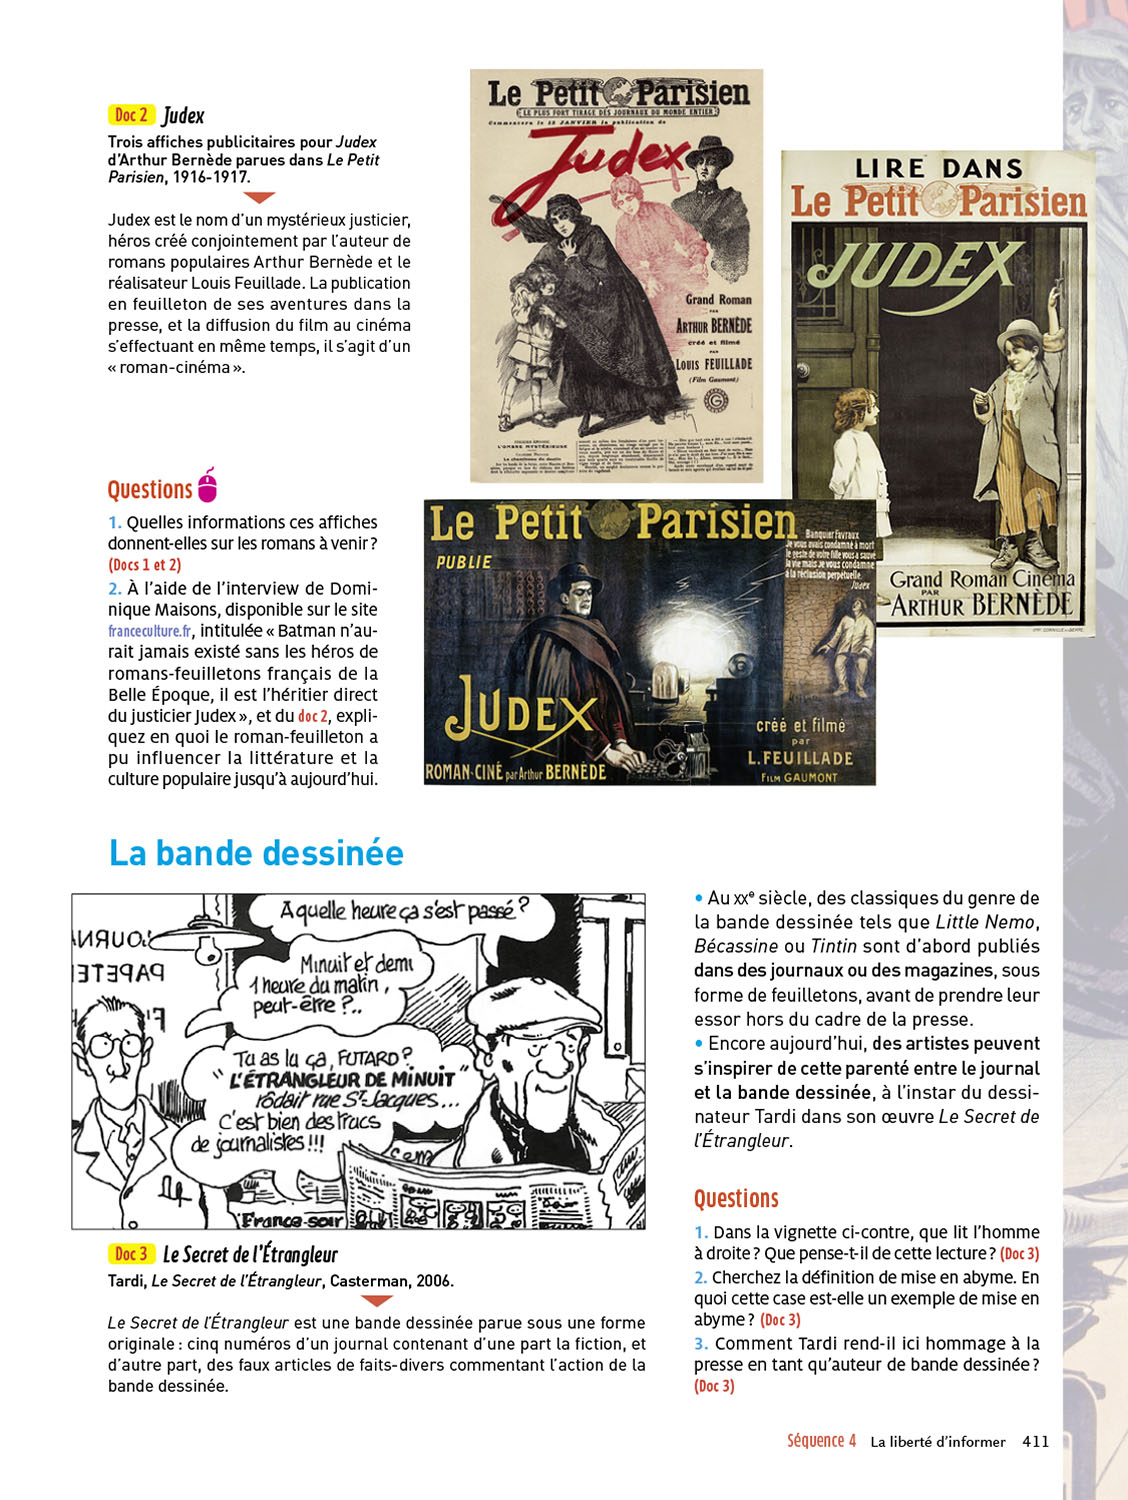 Doc 2 Judex
Trois affiches publicitaires pour Judex
d'Arthur Bernède parues dans Le Petit
Parisien, 1916-1917.
Judex est le nom d'un mystérieux justicier,
héros créé conjointement par l'auteur de
romans populaires Arthur Bernède et le
réalisateur Louis Feuillade. La publication
en feuilleton de ses aventures dans la
presse, et la diffusion du film au cinéma
s'effectuant en même temps, il s'agit d'un
« roman-cinéma ».
Le Petit Parisien
LE PLUS FORT TIRAGE DES JOURNAUX DU MONDE ENTIER
Commencera le 12 JANVIER la publication de
Judex
Grand Roman
PAR
ARTHUR BERNÈDE
créé et filmé
PAR
LOUIS FEUILLADE
(Film Gaumont)
G
L'OMBRE MYSTÉRIEUSE
LIRE DANS
Le Petit Parisien
JUDEX
Grand Roman Cinéma
PAR
ARTHUR BERNÈDE
Le Petit Parisien
PUBLIE
Banquier Favraux
Je vous avais condamné à mort
le geste de votre fille vous a sauvé
la vie mais je vous condamne
à la réclusion perpétuelle.
Judex
JUDEX
créé et filmé
par
L. FEUILLADE
FILM GAUMONT
ROMAN-CINÉ par Arthur BERNÈDE
Questions
1. Quelles informations ces affiches
donnent-elles sur les romans à venir ?
(Docs 1 et 2)
2. À l'aide de l'interview de Domi-
nique Maisons, disponible sur le site
franceculture.fr, intitulée « Batman n'au-
rait jamais existé sans les héros de
romans-feuilletons français de la
Belle Époque, il est l'héritier direct
du justicier Judex », et du doc 2, expli-
quez en quoi le roman-feuilleton a
pu influencer la littérature et la
culture populaire jusqu'à aujourd'hui.
La bande dessinée
A quelle heure ça s'est passé ?
Minuit et demi
1 heure du matin,
peut-être ?..
Tu as lu ça, FUTARD ?
"L'ÉTRANGLEUR DE MINUIT"
rôdait rue St-Jacques...
C'est bien des trucs
de journalistes !!!
JOURN
PAPETE
France-soir
Doc 3 Le Secret de l'Étrangleur
Tardi, Le Secret de l'Étrangleur, Casterman, 2006.
Le Secret de l'Étrangleur est une bande dessinée parue sous une forme
originale : cinq numéros d'un journal contenant d'une part la fiction, et
d'autre part, des faux articles de faits-divers commentant l'action de la
bande dessinée.
• Au XXe siècle, des classiques du genre de
la bande dessinée tels que Little Nemo,
Bécassine ou Tintin sont d'abord publiés
dans des journaux ou des magazines, sous
forme de feuilletons, avant de prendre leur
essor hors du cadre de la presse.
• Encore aujourd'hui, des artistes peuvent
s'inspirer de cette parenté entre le journal
et la bande dessinée, à l'instar du dessi-
nateur Tardi dans son œuvre Le Secret de
l'Étrangleur.
Questions
1. Dans la vignette ci-contre, que lit l'homme
à droite ? Que pense-t-il de cette lecture ? (Doc 3)
2. Cherchez la définition de mise en abyme. En
quoi cette case est-elle un exemple de mise en
abyme ? (Doc 3)
3. Comment Tardi rend-il ici hommage à la
presse en tant qu'auteur de bande dessinée ?
(Doc 3)
Séquence 4 La liberté d'informer 411